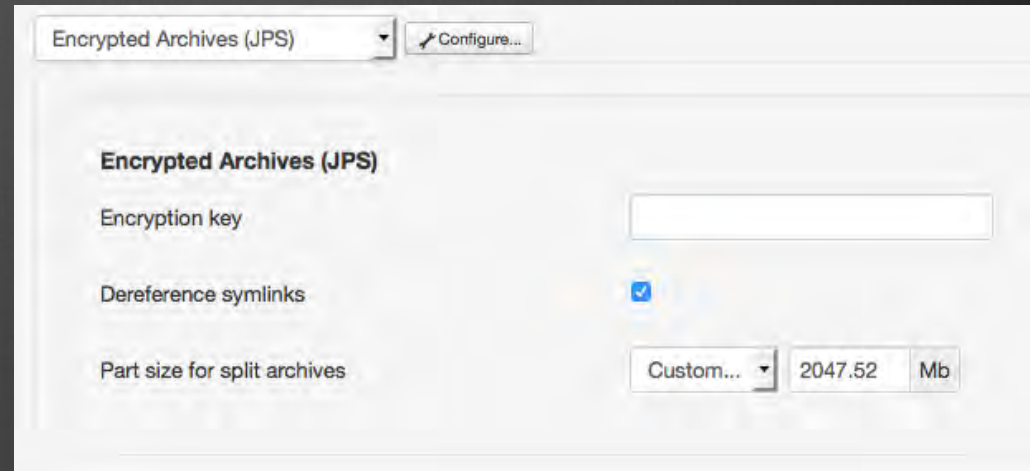 Encrypted Archives (JPS) Configure...
Encrypted Archives (JPS)
Encryption key
Dereference symlinks
Part size for split archives Custom... 2047.52 Mb